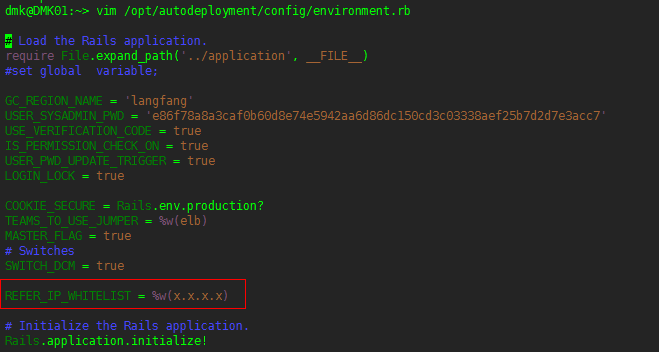 dmk@DMK01:~> vim /opt/autodeployment/config/environment.rb
# Load the Rails application.
require File.expand_path('../application', __FILE__)
#set global  variable;
GC_REGION_NAME = 'langfang'
USER_SYSADMIN_PWD = 'e86f78a8a3caf0b60d8e74e5942aa6d86dc150cd3c03338aef25b7d2d7e3acc7'
USE_VERIFICATION_CODE = true
IS_PERMISSION_CHECK_ON = true
USER_PWD_UPDATE_TRIGGER = true
LOGIN_LOCK = true
COOKIE_SECURE = Rails.env.production?
TEAMS_TO_USE_JUMPER = %w(elb)
MASTER_FLAG = true
# Switches
SWITCH_DCM = true
REFER_IP_WHITELIST = %w(x.x.x.x)
# Initialize the Rails application.
Rails.application.initialize!